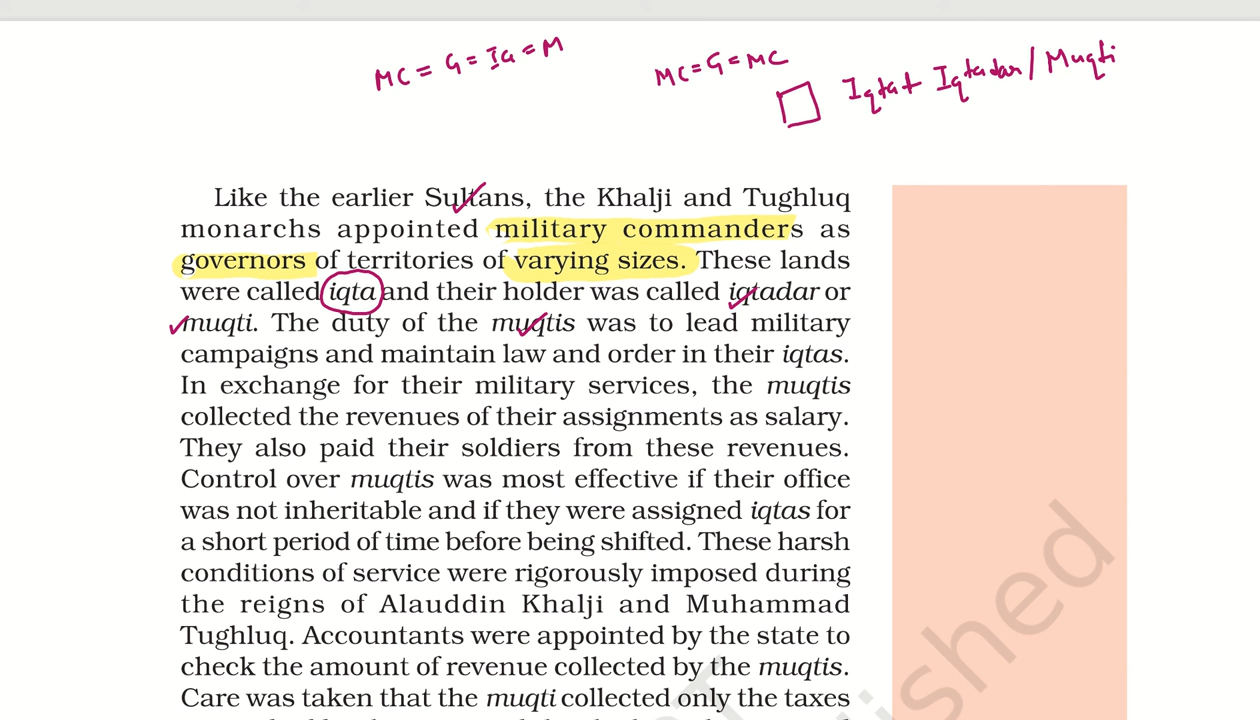 MC = G = IQ = M
MC = G = MC
Iqtat Iqtadar / Muqti
Like the earlier Sultans, the Khalji and Tughluq
monarchs appointed military commanders as
governors of territories of varying sizes. These lands
were called iqta and their holder was called iqtadar or
muqti. The duty of the muqtis was to lead military
campaigns and maintain law and order in their iqtas.
In exchange for their military services, the muqtis
collected the revenues of their assignments as salary.
They also paid their soldiers from these revenues.
Control over muqtis was most effective if their office
was not inheritable and if they were assigned iqtas for
a short period of time before being shifted. These harsh
conditions of service were rigorously imposed during
the reigns of Alauddin Khalji and Muhammad
Tughluq. Accountants were appointed by the state to
check the amount of revenue collected by the muqtis.
Care was taken that the muqti collected only the taxes